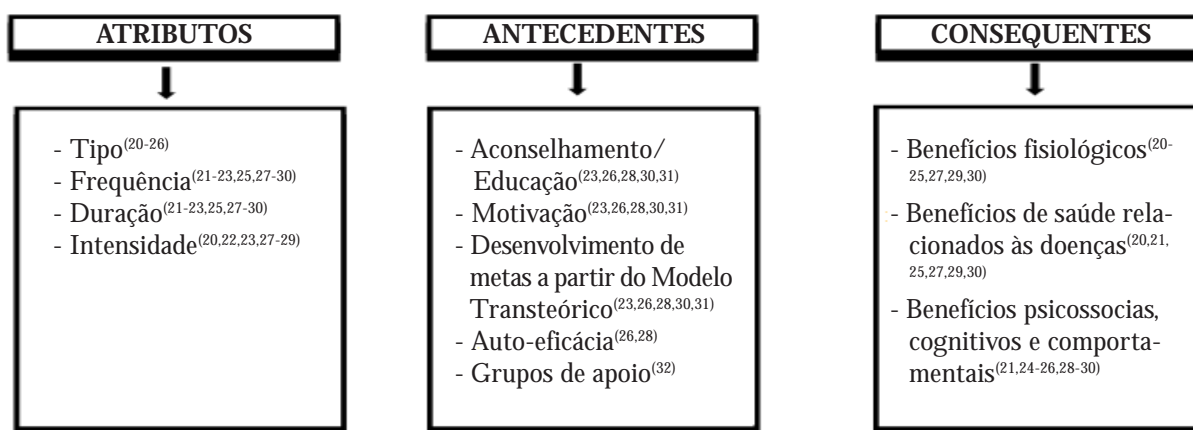 ATRIBUTOS
- Tipo(20-26)
- Frequência(21-23,25,27-30)
- Duração(21-23,25,27-30)
- Intensidade(20,22,23,27-29)
ANTECEDENTES
- Aconselhamento/
Educação(23,26,28,30,31)
- Motivação(23,26,28,30,31)
- Desenvolvimento de
metas a partir do Modelo
Transteórico(23,26,28,30,31)
- Auto-eficácia(26,28)
- Grupos de apoio(32)
CONSEQUENTES
- Benefícios fisiológicos(20-
25,27,29,30)
- Benefícios de saúde rela-
cionados às doenças(20,21,
25,27,29,30)
- Benefícios psicossocias,
cognitivos e comporta-
mentais(21,24-26,28-30)